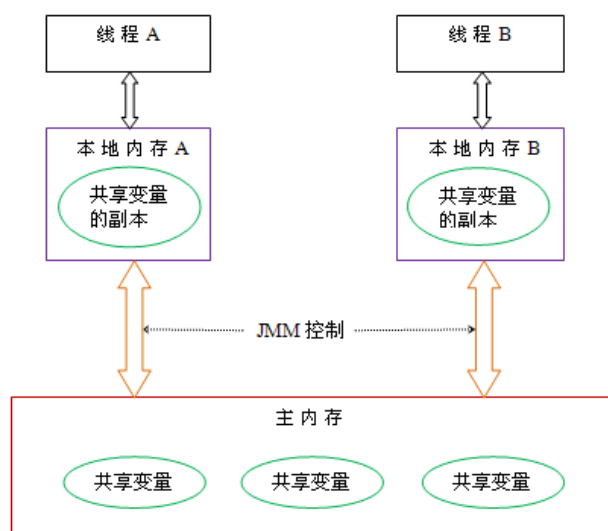 线程 A
线程 B
本地内存 A
本地内存 B
共享变量
的副本
共享变量
的副本
JMM 控制
主内存
共享变量
共享变量
共享变量